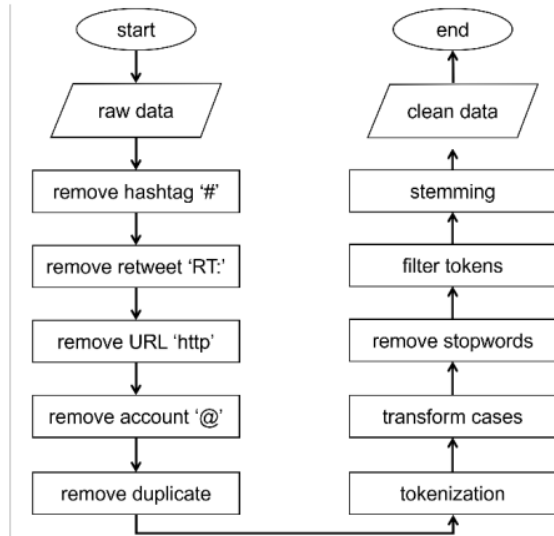 start
raw data
remove hashtag ‘#’
remove retweet ‘RT:’
remove URL ‘http’
remove account ‘@’
remove duplicate
tokenization
transform cases
remove stopwords
filter tokens
stemming
clean data
end